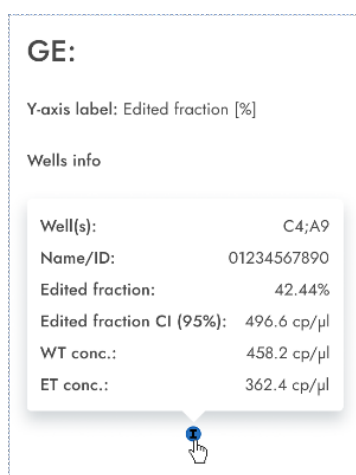 GE:
Y-axis label: Edited fraction [%]
Wells info
Well(s): C4;A9
Name/ID: 01234567890
Edited fraction: 42.44%
Edited fraction CI (95%): 496.6 cp/µl
WT conc.: 458.2 cp/µl
ET conc.: 362.4 cp/µl